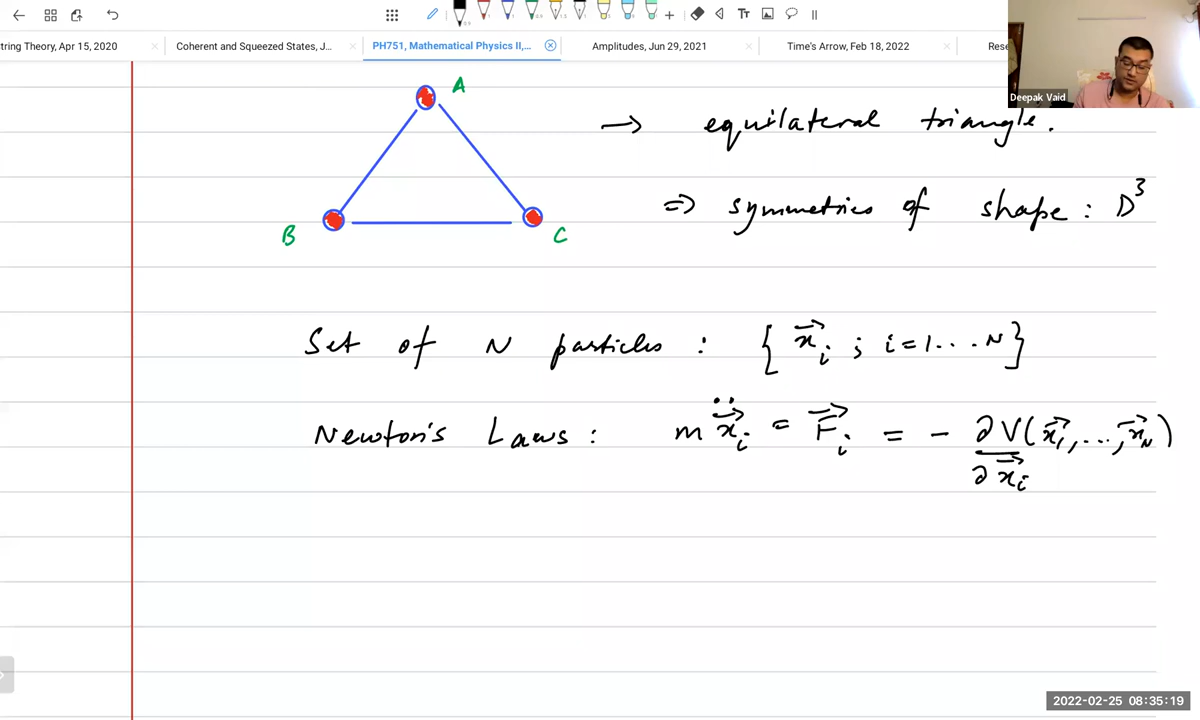 tring Theory, Apr 15, 2020 × Coherent and Squeezed States, J... × PH751, Mathematical Physics II,... Amplitudes, Jun 29, 2021 × Time's Arrow, Feb 18, 2022 × Rese
Deepak Vaid
A
→ equilateral triangle.
⇒ symmetries of shape : D³
B
C
Set of N particles : { x⃗ᵢ ; i = 1 . . . . N }
Newton's Laws : m x⃗̈ᵢ = F⃗ᵢ = - ∂V(x⃗₁, ..., x⃗_N) / ∂x⃗ᵢ
2022-02-25 08:35:19